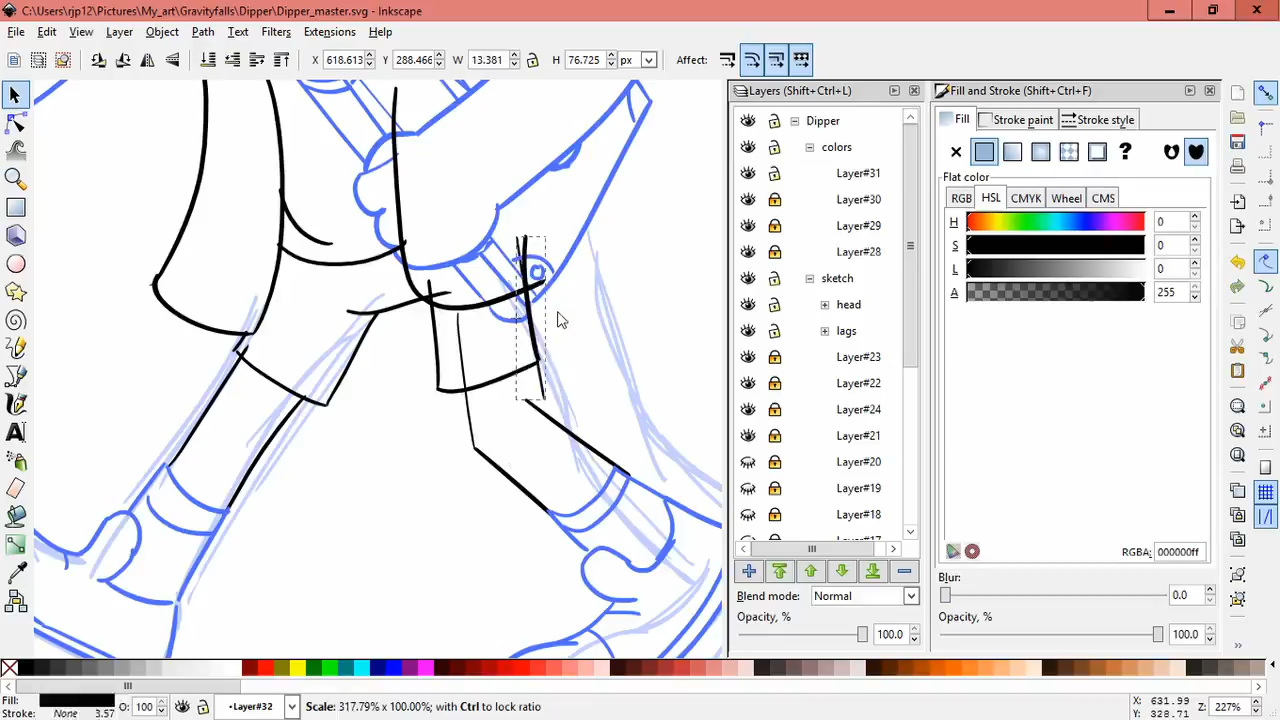 C:\Users\rjp12\Pictures\My_art\Gravityfalls\Dipper\Dipper_master.svg - Inkscape
File Edit View Layer Object Path Text Filters Extensions Help
X 618.613 Y 288.466 W 13.381 H 76.725 px Affect:
Layers (Shift+Ctrl+L)
Dipper
colors
Layer#31
Layer#30
Layer#29
Layer#28
sketch
head
lags
Layer#23
Layer#22
Layer#24
Layer#21
Layer#20
Layer#19
Layer#18
Blend mode: Normal
Opacity, %
100.0
Fill and Stroke (Shift+Ctrl+F)
Fill Stroke paint Stroke style
Flat color
RGB HSL CMYK Wheel CMS
H 0
S 0
L 0
A 255
RGBA: 000000ff
Blur:
0.0
Opacity, %
100.0
Fill: O: 100 •Layer#32 Scale: 317.79% x 100.00%; with Ctrl to lock ratio X: 631.99 Z: 227%
Stroke: None 3.57 Y: 328.71